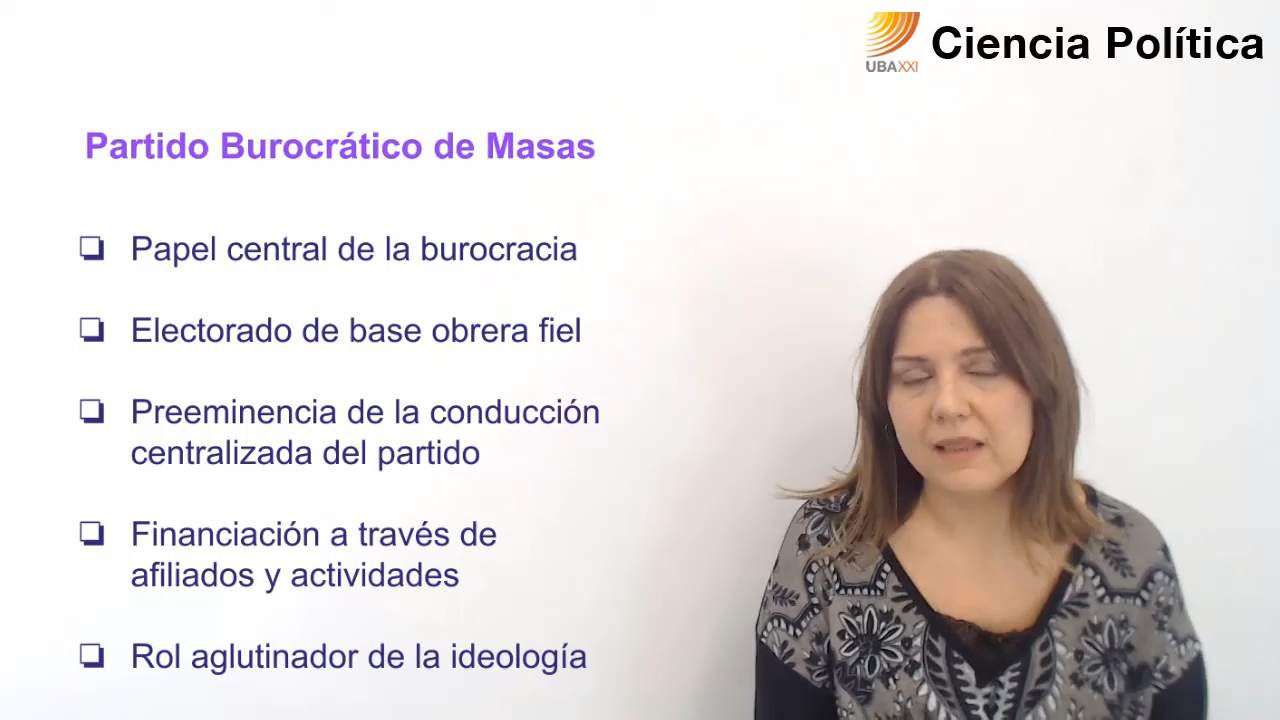 UBAXXI
Ciencia Política
Partido Burocrático de Masas
❏ Papel central de la burocracia
❏ Electorado de base obrera fiel
❏ Preeminencia de la conducción
centralizada del partido
❏ Financiación a través de
afiliados y actividades
❏ Rol aglutinador de la ideología